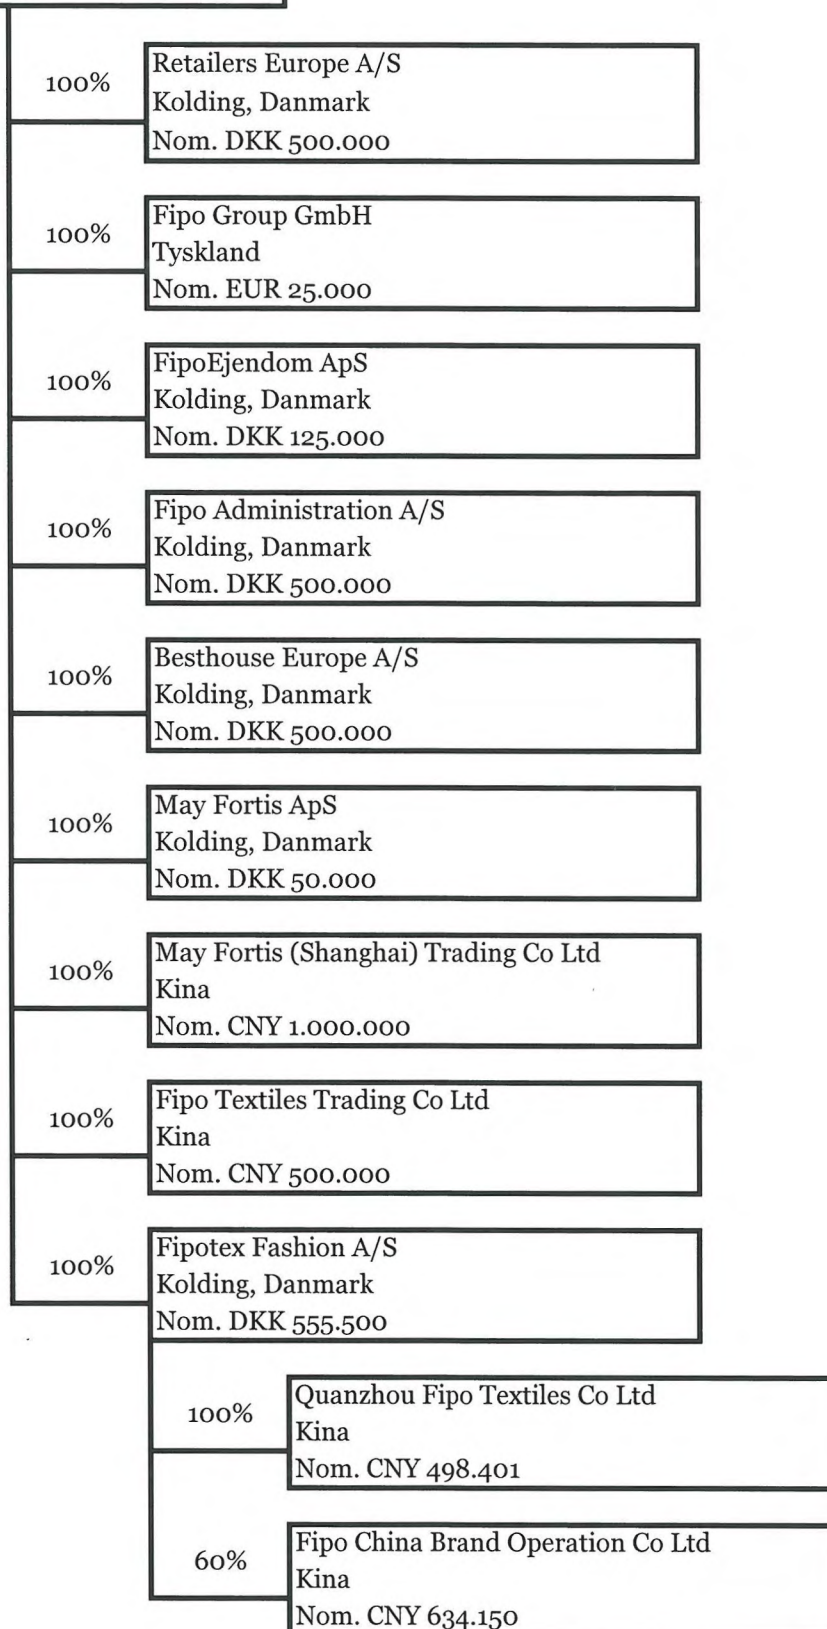 100%
Retailers Europe A/S
Kolding, Danmark
Nom. DKK 500.000
100%
Fipo Group GmbH
Tyskland
Nom. EUR 25.000
100%
FipoEjendom ApS
Kolding, Danmark
Nom. DKK 125.000
100%
Fipo Administration A/S
Kolding, Danmark
Nom. DKK 500.000
100%
Besthouse Europe A/S
Kolding, Danmark
Nom. DKK 500.000
100%
May Fortis ApS
Kolding, Danmark
Nom. DKK 50.000
100%
May Fortis (Shanghai) Trading Co Ltd
Kina
Nom. CNY 1.000.000
100%
Fipo Textiles Trading Co Ltd
Kina
Nom. CNY 500.000
100%
Fipotex Fashion A/S
Kolding, Danmark
Nom. DKK 555.500
100%
Quanzhou Fipo Textiles Co Ltd
Kina
Nom. CNY 498.401
60%
Fipo China Brand Operation Co Ltd
Kina
Nom. CNY 634.150